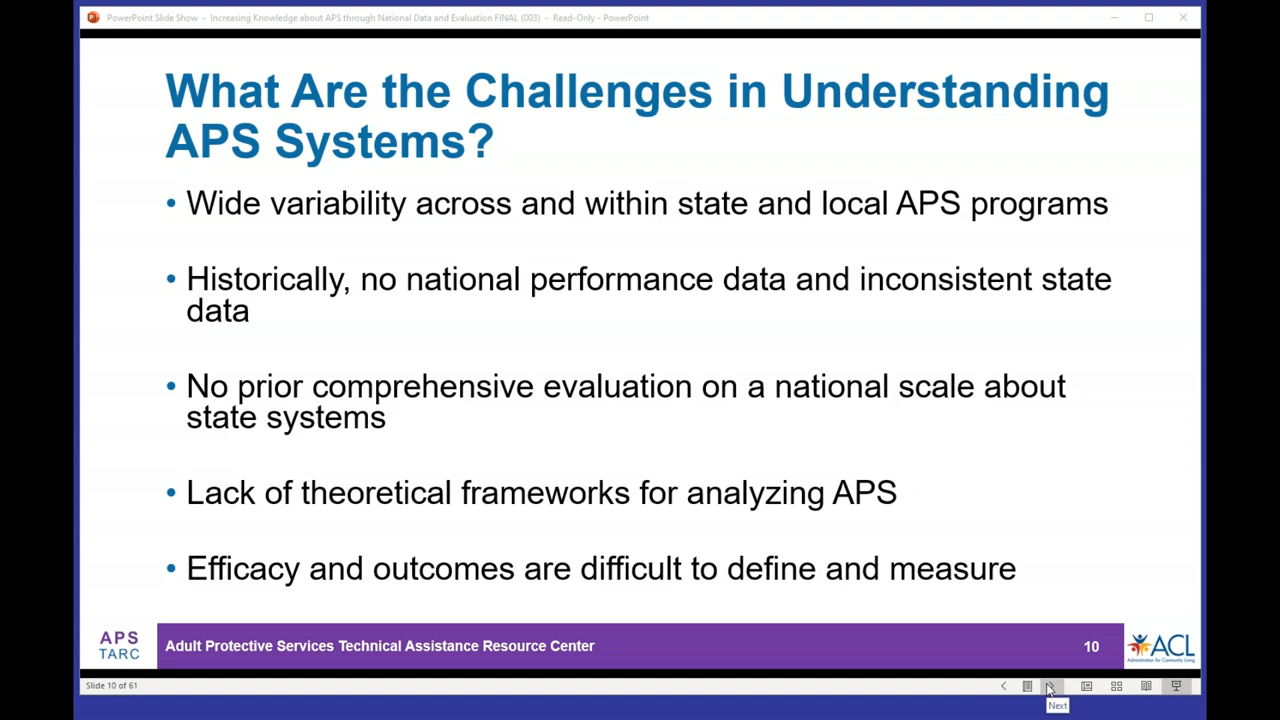 PowerPoint Slide Show - Increasing Knowledge about APS through National Data and Evaluation FINAL (003) - Read-Only - PowerPoint
What Are the Challenges in Understanding
APS Systems?
• Wide variability across and within state and local APS programs
• Historically, no national performance data and inconsistent state
data
• No prior comprehensive evaluation on a national scale about
state systems
• Lack of theoretical frameworks for analyzing APS
• Efficacy and outcomes are difficult to define and measure
APS
TARC
Adult Protective Services Technical Assistance Resource Center
10
ACL
Administration for Community Living
Slide 10 of 61
Next